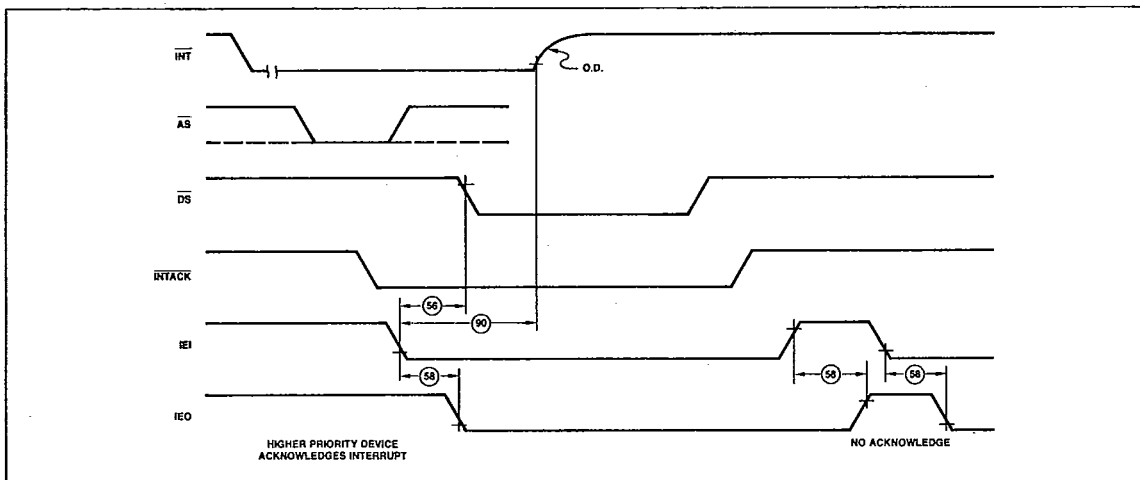 INT
O.D.
AS
DS
INTACK
56
90
IEI
58
58
58
IEO
HIGHER PRIORITY DEVICE
ACKNOWLEDGES INTERRUPT
NO ACKNOWLEDGE